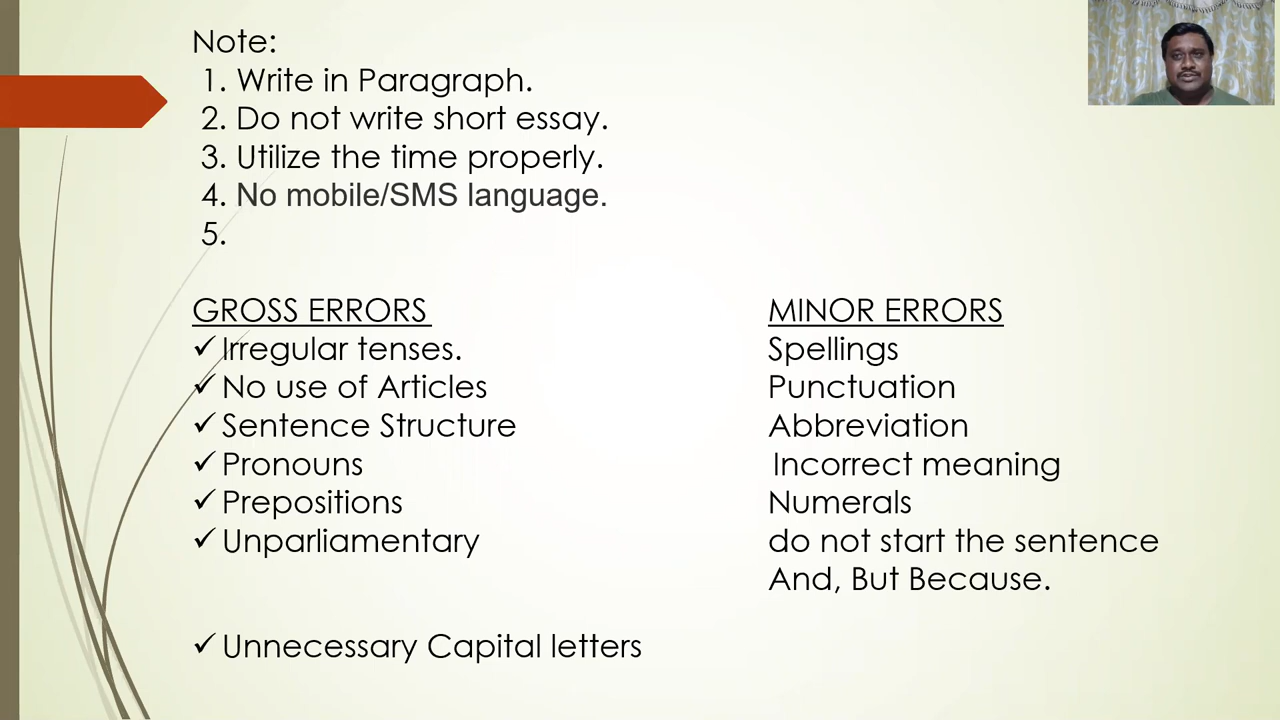 Note:
1. Write in Paragraph.
2. Do not write short essay.
3. Utilize the time properly.
4. No mobile/SMS language.
5.
GROSS ERRORS
✓ Irregular tenses.
✓ No use of Articles
✓ Sentence Structure
✓ Pronouns
✓ Prepositions
✓ Unparliamentary
✓ Unnecessary Capital letters
MINOR ERRORS
Spellings
Punctuation
Abbreviation
Incorrect meaning
Numerals
do not start the sentence
And, But Because.